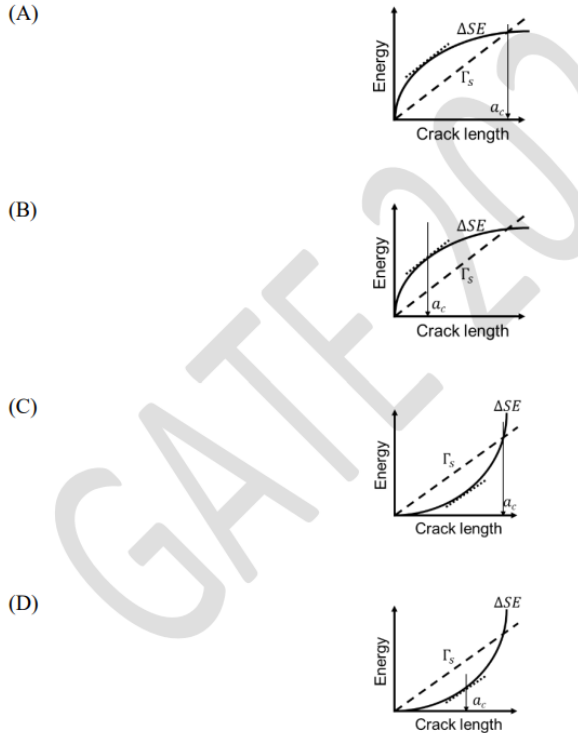 (A)
Energy
ΔSE
Γs
ac
Crack length
(B)
Energy
ΔSE
Γs
ac
Crack length
(C)
Energy
ΔSE
Γs
ac
Crack length
(D)
Energy
ΔSE
Γs
ac
Crack length
GATE 202